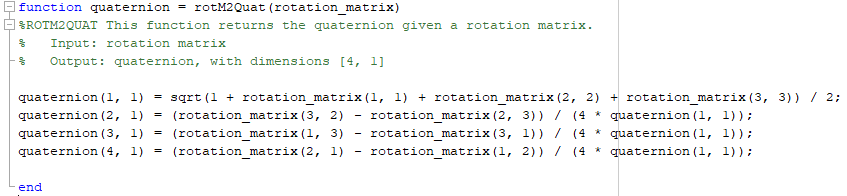 function quaternion = rotM2Quat(rotation_matrix)
%ROTM2QUAT This function returns the quaternion given a rotation matrix.
%   Input: rotation matrix
%   Output: quaternion, with dimensions [4, 1]
quaternion(1, 1) = sqrt(1 + rotation_matrix(1, 1) + rotation_matrix(2, 2) + rotation_matrix(3, 3)) / 2;
quaternion(2, 1) = (rotation_matrix(3, 2) - rotation_matrix(2, 3)) / (4 * quaternion(1, 1));
quaternion(3, 1) = (rotation_matrix(1, 3) - rotation_matrix(3, 1)) / (4 * quaternion(1, 1));
quaternion(4, 1) = (rotation_matrix(2, 1) - rotation_matrix(1, 2)) / (4 * quaternion(1, 1));
end